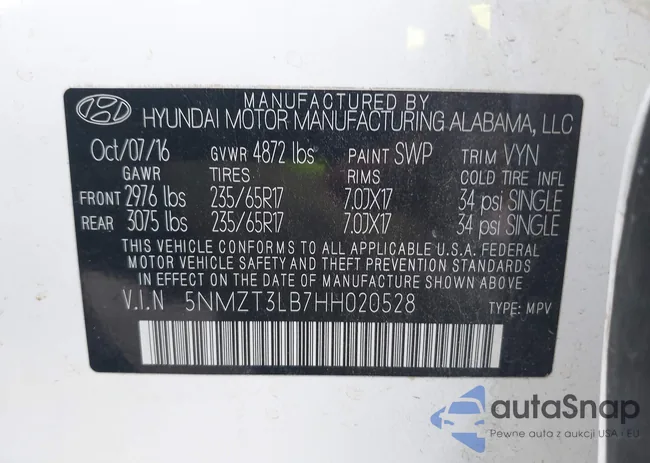 MANUFACTURED BY
HYUNDAI MOTOR MANUFACTURING ALABAMA, LLC
Oct/07/16 GVWR 4872 lbs PAINT SWP TRIM VYN
GAWR TIRES RIMS COLD TIRE INFL
FRONT 2976 lbs 235/65R17 7.0JX17 34 psi SINGLE
REAR 3075 lbs 235/65R17 7.0JX17 34 psi SINGLE
THIS VEHICLE CONFORMS TO ALL APPLICABLE U.S.A. FEDERAL
MOTOR VEHICLE SAFETY AND THEFT PREVENTION STANDARDS
IN EFFECT ON THE DATE OF MANUFACTURE SHOWN ABOVE
V.I.N 5NMZT3LB7HH020528 TYPE: MPV
autaSnap
Pewne auta z aukcji USA i EU